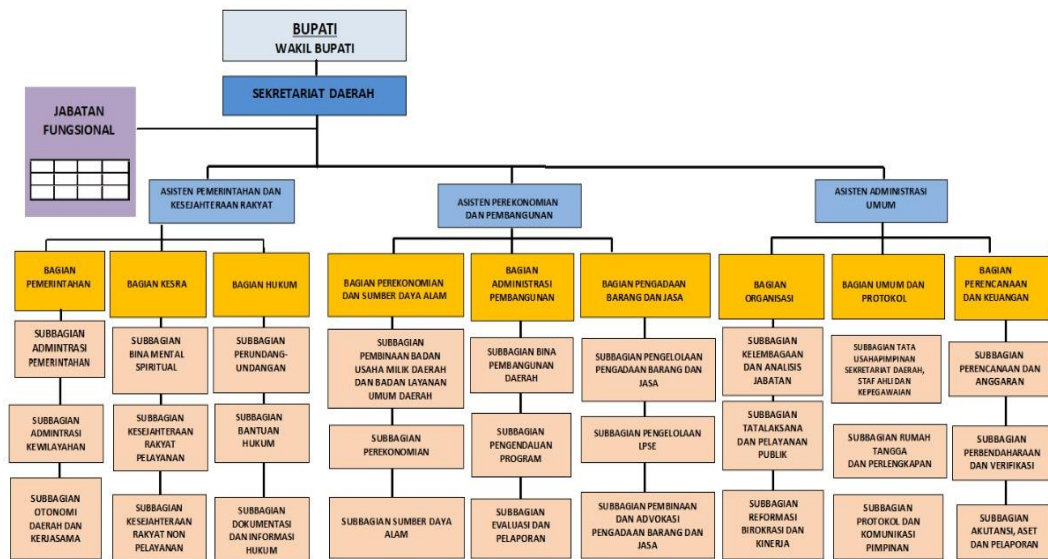 BUPATI
WAKIL BUPATI
SEKRETARIAT DAERAH
JABATAN
FUNGSIONAL
ASISTEN PEMERINTAHAN DAN
KESEJAHTERAAN RAKYAT
ASISTEN PEREKONOMIAN
DAN PEMBANGUNAN
ASISTEN ADMINISTRASI
UMUM
BAGIAN
PEMERINTAHAN
BAGIAN KESRA
BAGIAN HUKUM
BAGIAN PEREKONOMIAN
DAN SUMBER DAYA ALAM
BAGIAN
ADMINISTRASI
PEMBANGUNAN
BAGIAN PENGADAAN
BARANG DAN JASA
BAGIAN
ORGANISASI
BAGIAN UMUM DAN
PROTOKOL
BAGIAN
PERENCANAAN
DAN KEUANGAN
SUBBAGIAN
ADMINTRASI
PEMERINTAHAN
SUBBAGIAN
BINA MENTAL
SPIRITUAL
SUBBAGIAN
PERUNDANG-
UNDANGAN
SUBBAGIAN
PEMBINAAN BADAN
USAHA MILIK DAERAH
DAN BADAN LAYANAN
UMUM DAERAH
SUBBAGIAN BINA
PEMBANGUNAN
DAERAH
SUBBAGIAN PENGELOLAAN
PENGADAAN BARANG DAN
JASA
SUBBAGIAN
KELEMBAGAAN
DAN ANALISIS
JABATAN
SUBBAGIAN TATA
USAHAPIMPINAN
SEKRETARIAT DAERAH,
STAF AHLI DAN
KEPEGAWAIAN
SUBBAGIAN
PERENCANAAN DAN
ANGGARAN
SUBBAGIAN
ADMINTRASI
KEWILAYAHAN
SUBBAGIAN
KESEJAHTERAAN
RAKYAT
PELAYANAN
SUBBAGIAN
BANTUAN
HUKUM
SUBBAGIAN
PEREKONOMIAN
SUBBAGIAN
PENGENDALIAN
PROGRAM
SUBBAGIAN PENGELOLAAN
LPSE
SUBBAGIAN
TATALAKSANA
DAN PELAYANAN
PUBLIK
SUBBAGIAN RUMAH
TANGGA
DAN PERLENGKAPAN
SUBBAGIAN
PERBENDAHARAAN
DAN VERIFIKASI
SUBBAGIAN
OTONOMI
DAERAH DAN
KERJASAMA
SUBBAGIAN
KESEJAHTERAAN
RAKYAT NON
PELAYANAN
SUBBAGIAN
DOKUMENTASI
DAN INFORMASI
HUKUM
SUBBAGIAN SUMBER DAYA
ALAM
SUBBAGIAN
EVALUASI DAN
PELAPORAN
SUBBAGIAN PEMBINAAN
DAN ADVOKASI
PENGADAAN BARANG DAN
JASA
SUBBAGIAN
REFORMASI
BIROKRASI DAN
KINERJA
SUBBAGIAN
PROTOKOL DAN
KOMUNIKASI
PIMPINAN
SUBBAGIAN
AKUTANSI, ASET
DAN PELAPORAN